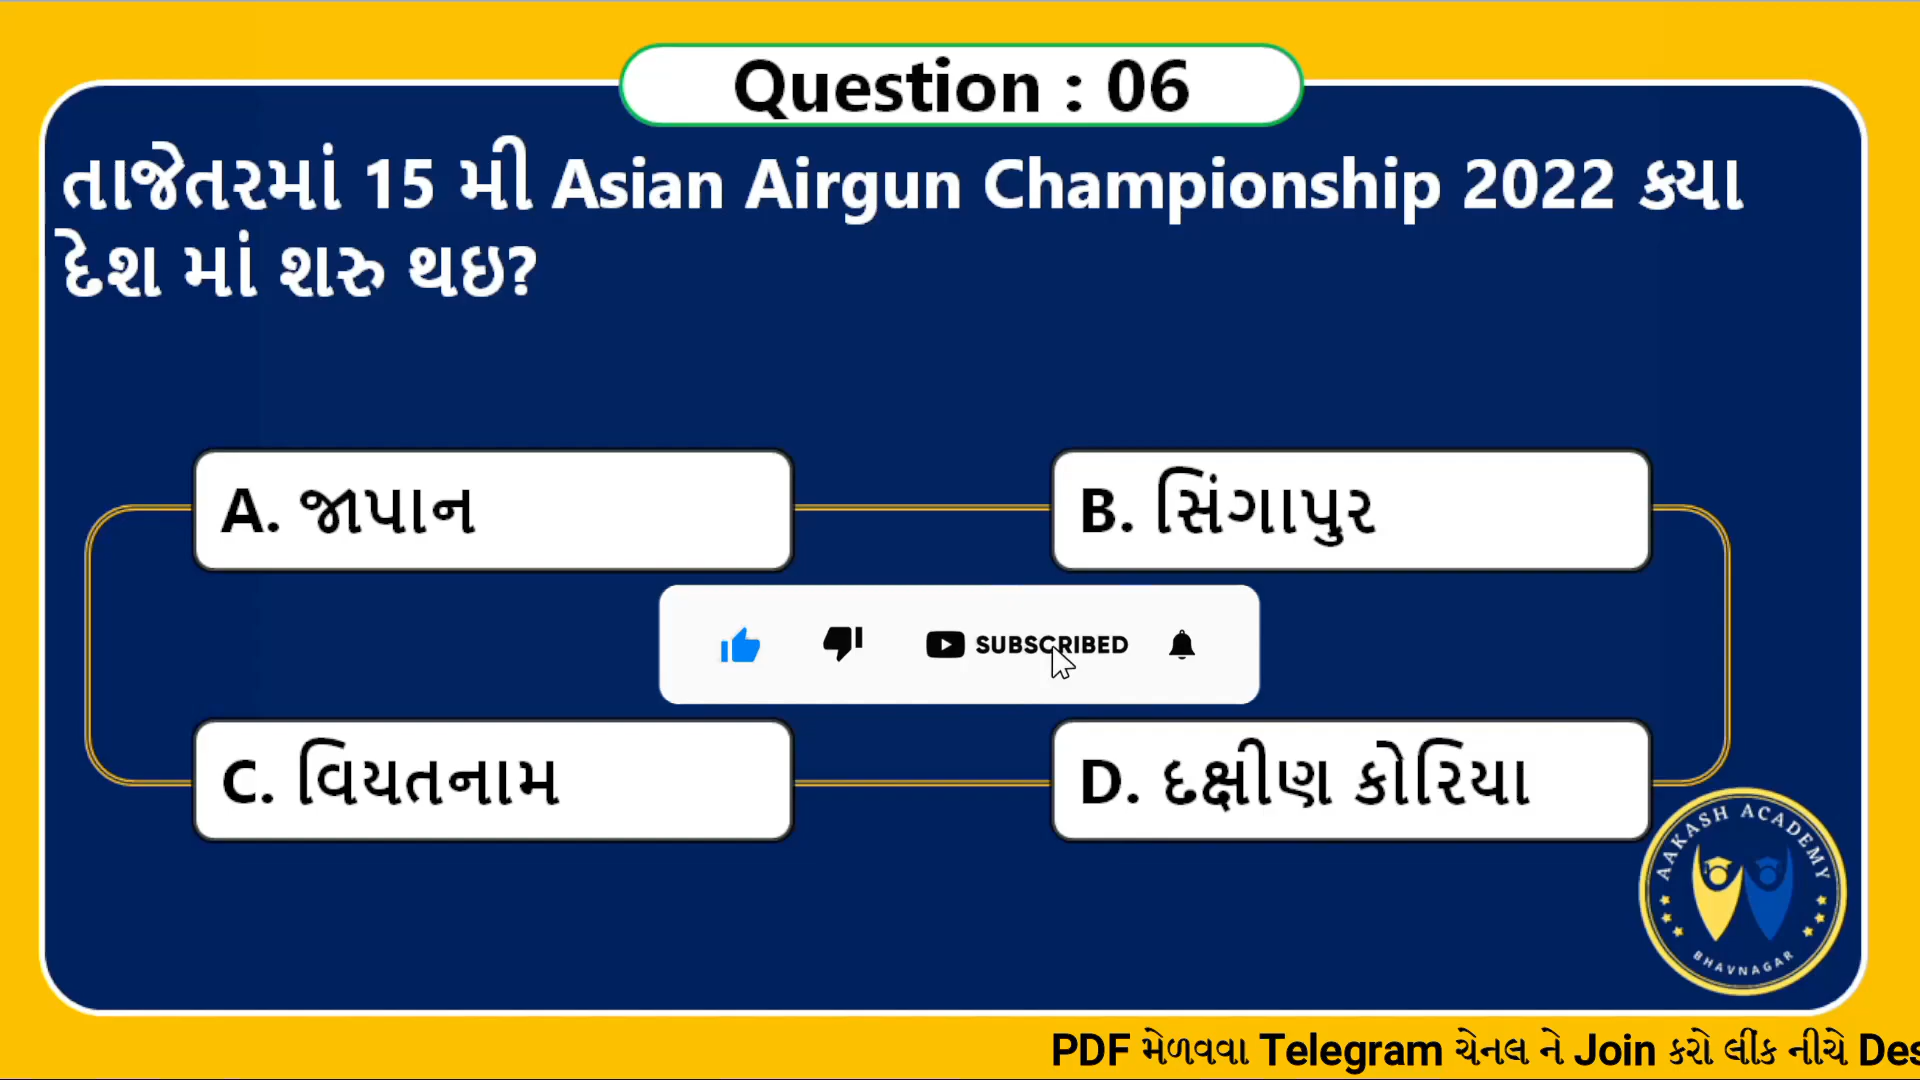 Question : 06
તાજેતરમાં 15 મી Asian Airgun Championship 2022 ક્યા
દેશ માં શરુ થઇ?
A. જાપાન
B. સિંગાપુર
SUBSCRIBED
C. વિયતનામ
D. દક્ષીણ કોરિયા
AAKASH ACADEMY
BHAVNAGAR
PDF મેળવવા Telegram ચેનલ ને Join કરો લીંક નીચે Des